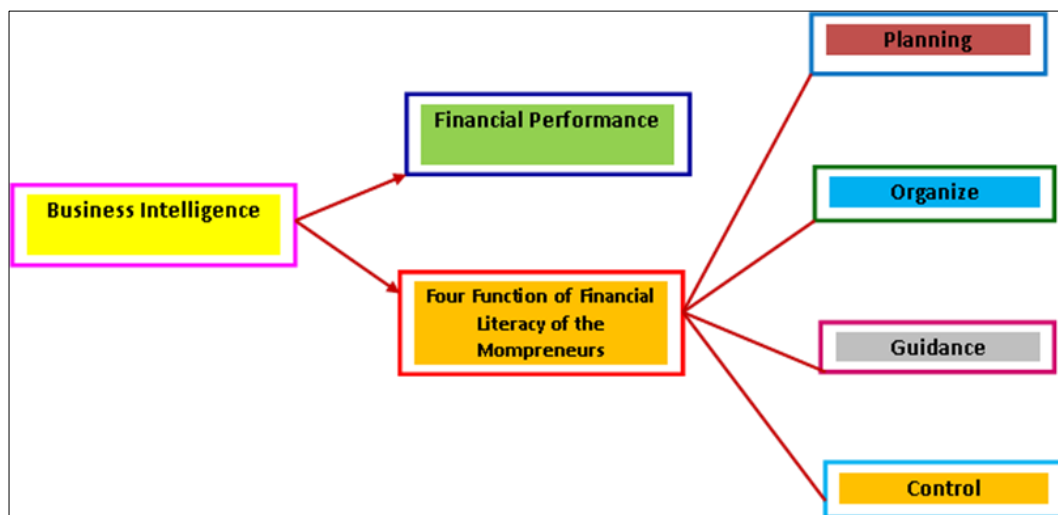 Planning
Financial Performance
Business Intelligence
Organize
Four Function of Financial
Literacy of the
Mompreneurs
Guidance
Control